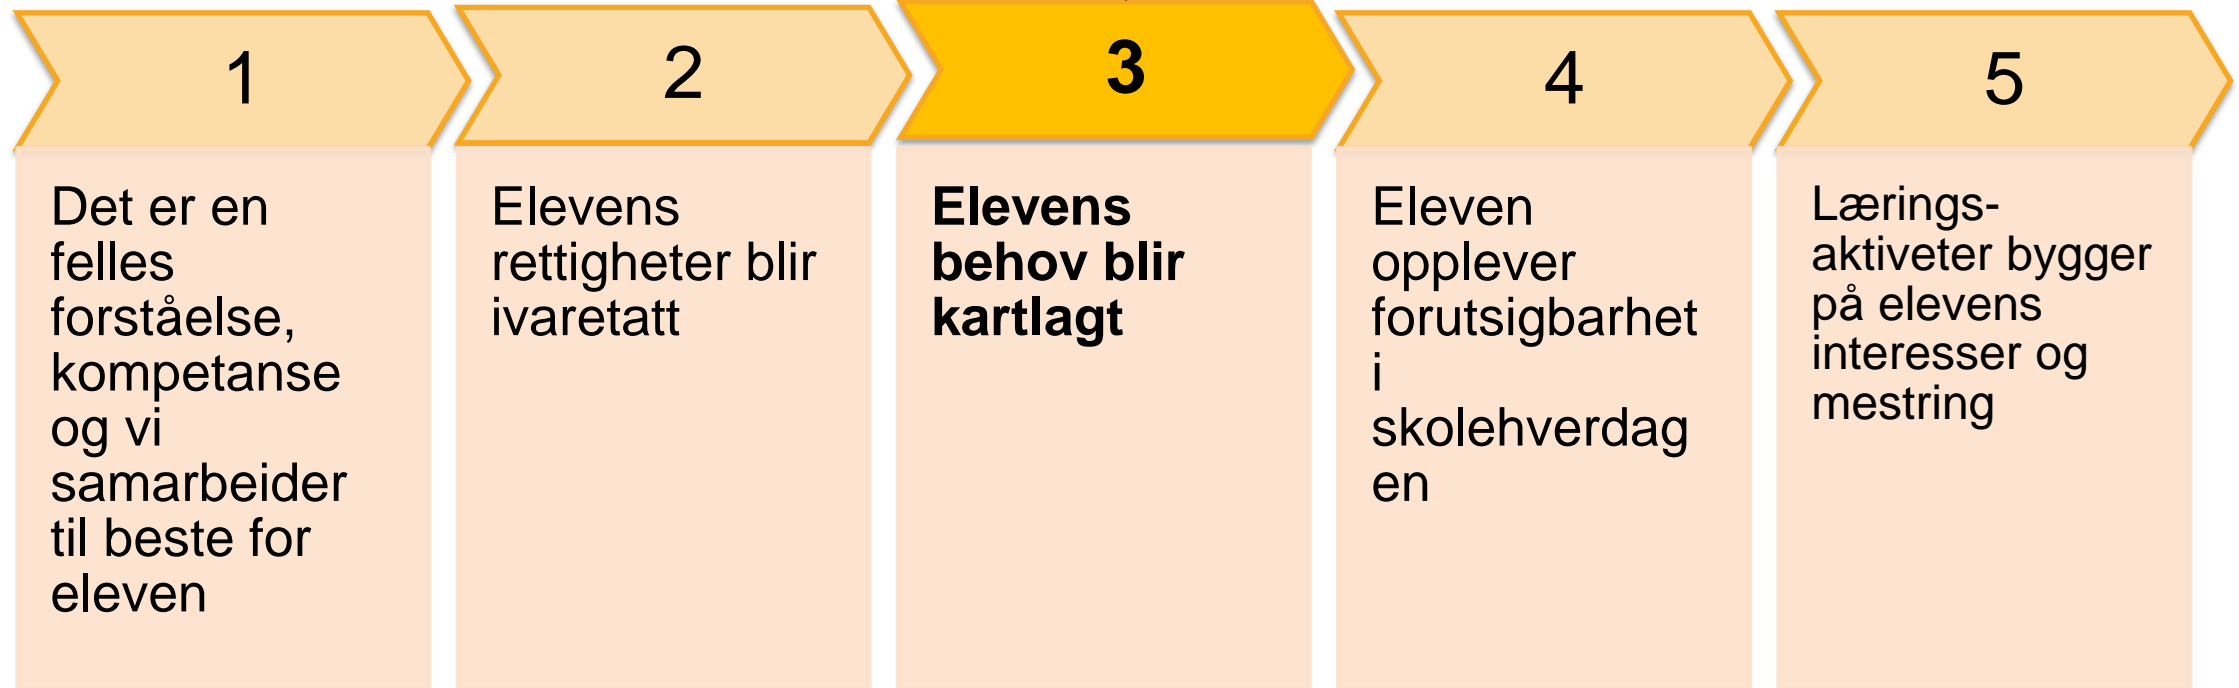 1
Det er en
felles
forståelse,
kompetanse
og vi
samarbeider
til beste for
eleven
2
Elevens
rettigheter blir
ivaretatt
3
Elevens
behov blir
kartlagt
4
Eleven
opplever
forutsigbarhet
i
skolehverdag
en
5
Lærings-
aktiveter bygger
på elevens
interesser og
mestring